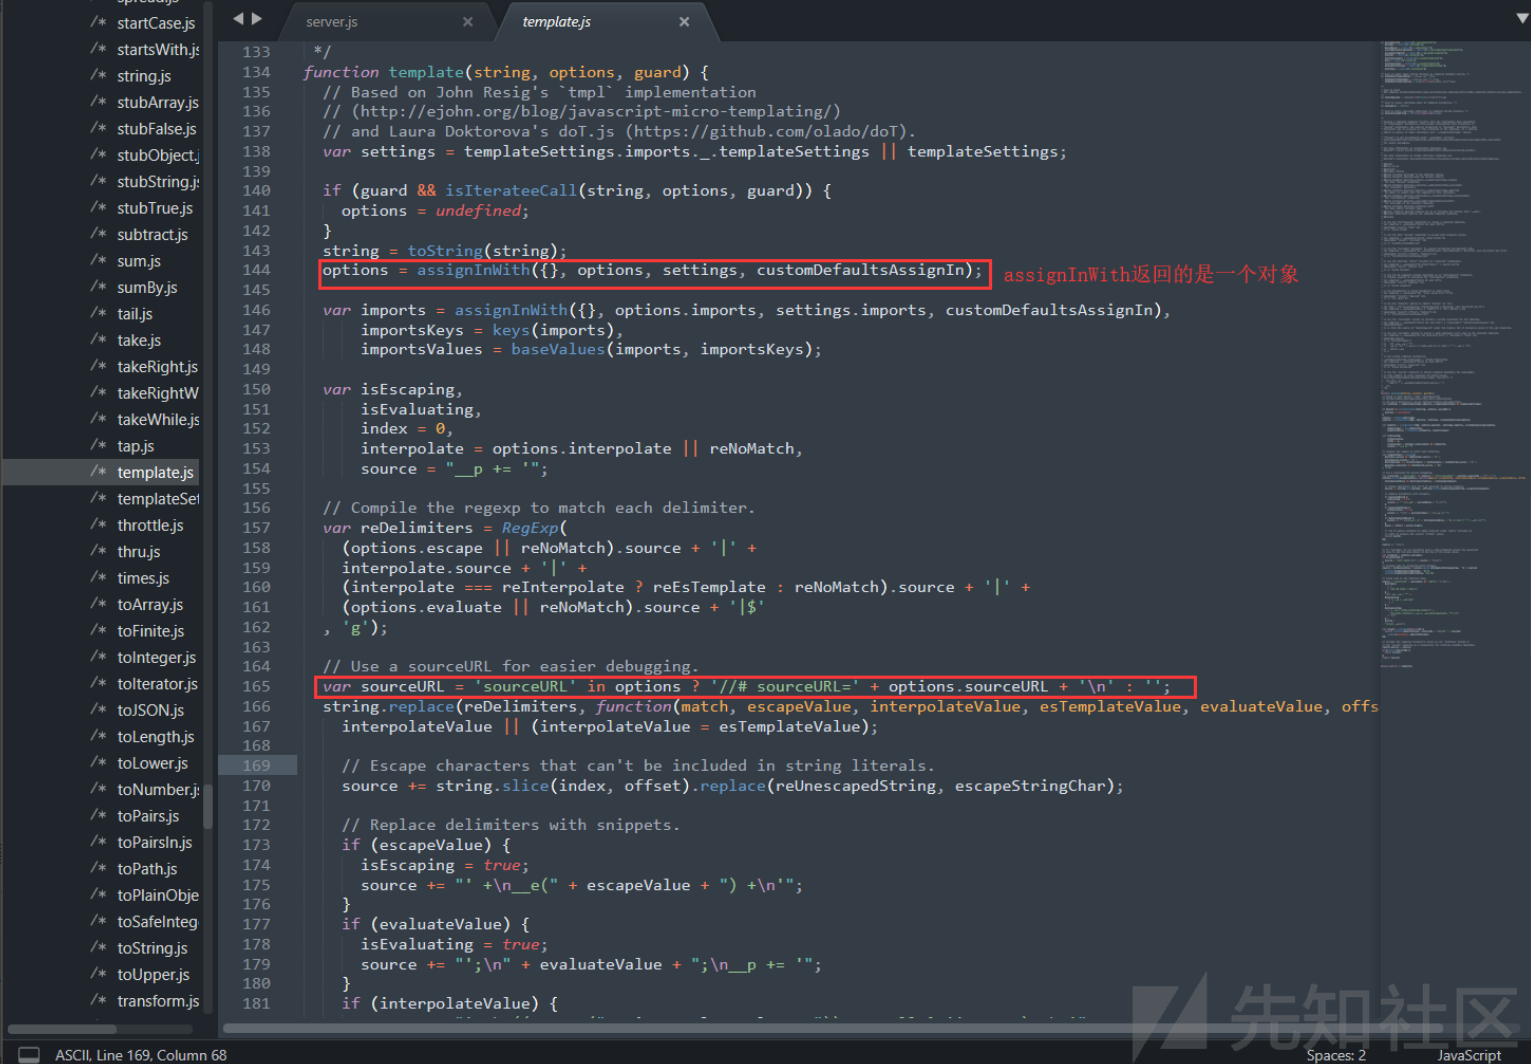 server.js ×
template.js ×
spread.js
/* startCase.js
/* startsWith.js
/* string.js
/* stubArray.js
/* stubFalse.js
/* stubObject.j
/* stubString.js
/* stubTrue.js
/* subtract.js
/* sum.js
/* sumBy.js
/* tail.js
/* take.js
/* takeRight.js
/* takeRightW
/* takeWhile.js
/* tap.js
/* template.js
/* templateSet
/* throttle.js
/* thru.js
/* times.js
/* toArray.js
/* toFinite.js
/* toInteger.js
/* toIterator.js
/* toJSON.js
/* toLength.js
/* toLower.js
/* toNumber.js
/* toPairs.js
/* toPairsIn.js
/* toPath.js
/* toPlainObje
/* toSafeInteg
/* toString.js
/* toUpper.js
/* transform.js
133 */
134 function template(string, options, guard) {
135 // Based on John Resig's `tmpl` implementation
136 // (http://ejohn.org/blog/javascript-micro-templating/)
137 // and Laura Doktorova's doT.js (https://github.com/olado/doT).
138 var settings = templateSettings.imports._.templateSettings || templateSettings;
139
140 if (guard && isIterateeCall(string, options, guard)) {
141 options = undefined;
142 }
143 string = toString(string);
144 options = assignInWith({}, options, settings, customDefaultsAssignIn); assignInWith返回的是一个对象
145
146 var imports = assignInWith({}, options.imports, settings.imports, customDefaultsAssignIn),
147 importsKeys = keys(imports),
148 importsValues = baseValues(imports, importsKeys);
149
150 var isEscaping,
151 isEvaluating,
152 index = 0,
153 interpolate = options.interpolate || reNoMatch,
154 source = "__p += '";
155
156 // Compile the regexp to match each delimiter.
157 var reDelimiters = RegExp(
158 (options.escape || reNoMatch).source + '|' +
159 interpolate.source + '|' +
160 (interpolate === reInterpolate ? reEsTemplate : reNoMatch).source + '|' +
161 (options.evaluate || reNoMatch).source + '|$'
162 , 'g');
163
164 // Use a sourceURL for easier debugging.
165 var sourceURL = 'sourceURL' in options ? '//# sourceURL=' + options.sourceURL + '\n' : '';
166 string.replace(reDelimiters, function(match, escapeValue, interpolateValue, esTemplateValue, evaluateValue, offs
167 interpolateValue || (interpolateValue = esTemplateValue);
168
169 // Escape characters that can't be included in string literals.
170 source += string.slice(index, offset).replace(reUnescapedString, escapeStringChar);
171
172 // Replace delimiters with snippets.
173 if (escapeValue) {
174 isEscaping = true;
175 source += "' +\n__e(" + escapeValue + ") +\n'";
176 }
177 if (evaluateValue) {
178 isEvaluating = true;
179 source += "';\n" + evaluateValue + ";\n__p += '";
180 }
181 if (interpolateValue) {
先知社区
ASCII, Line 169, Column 68
Spaces: 2
JavaScript